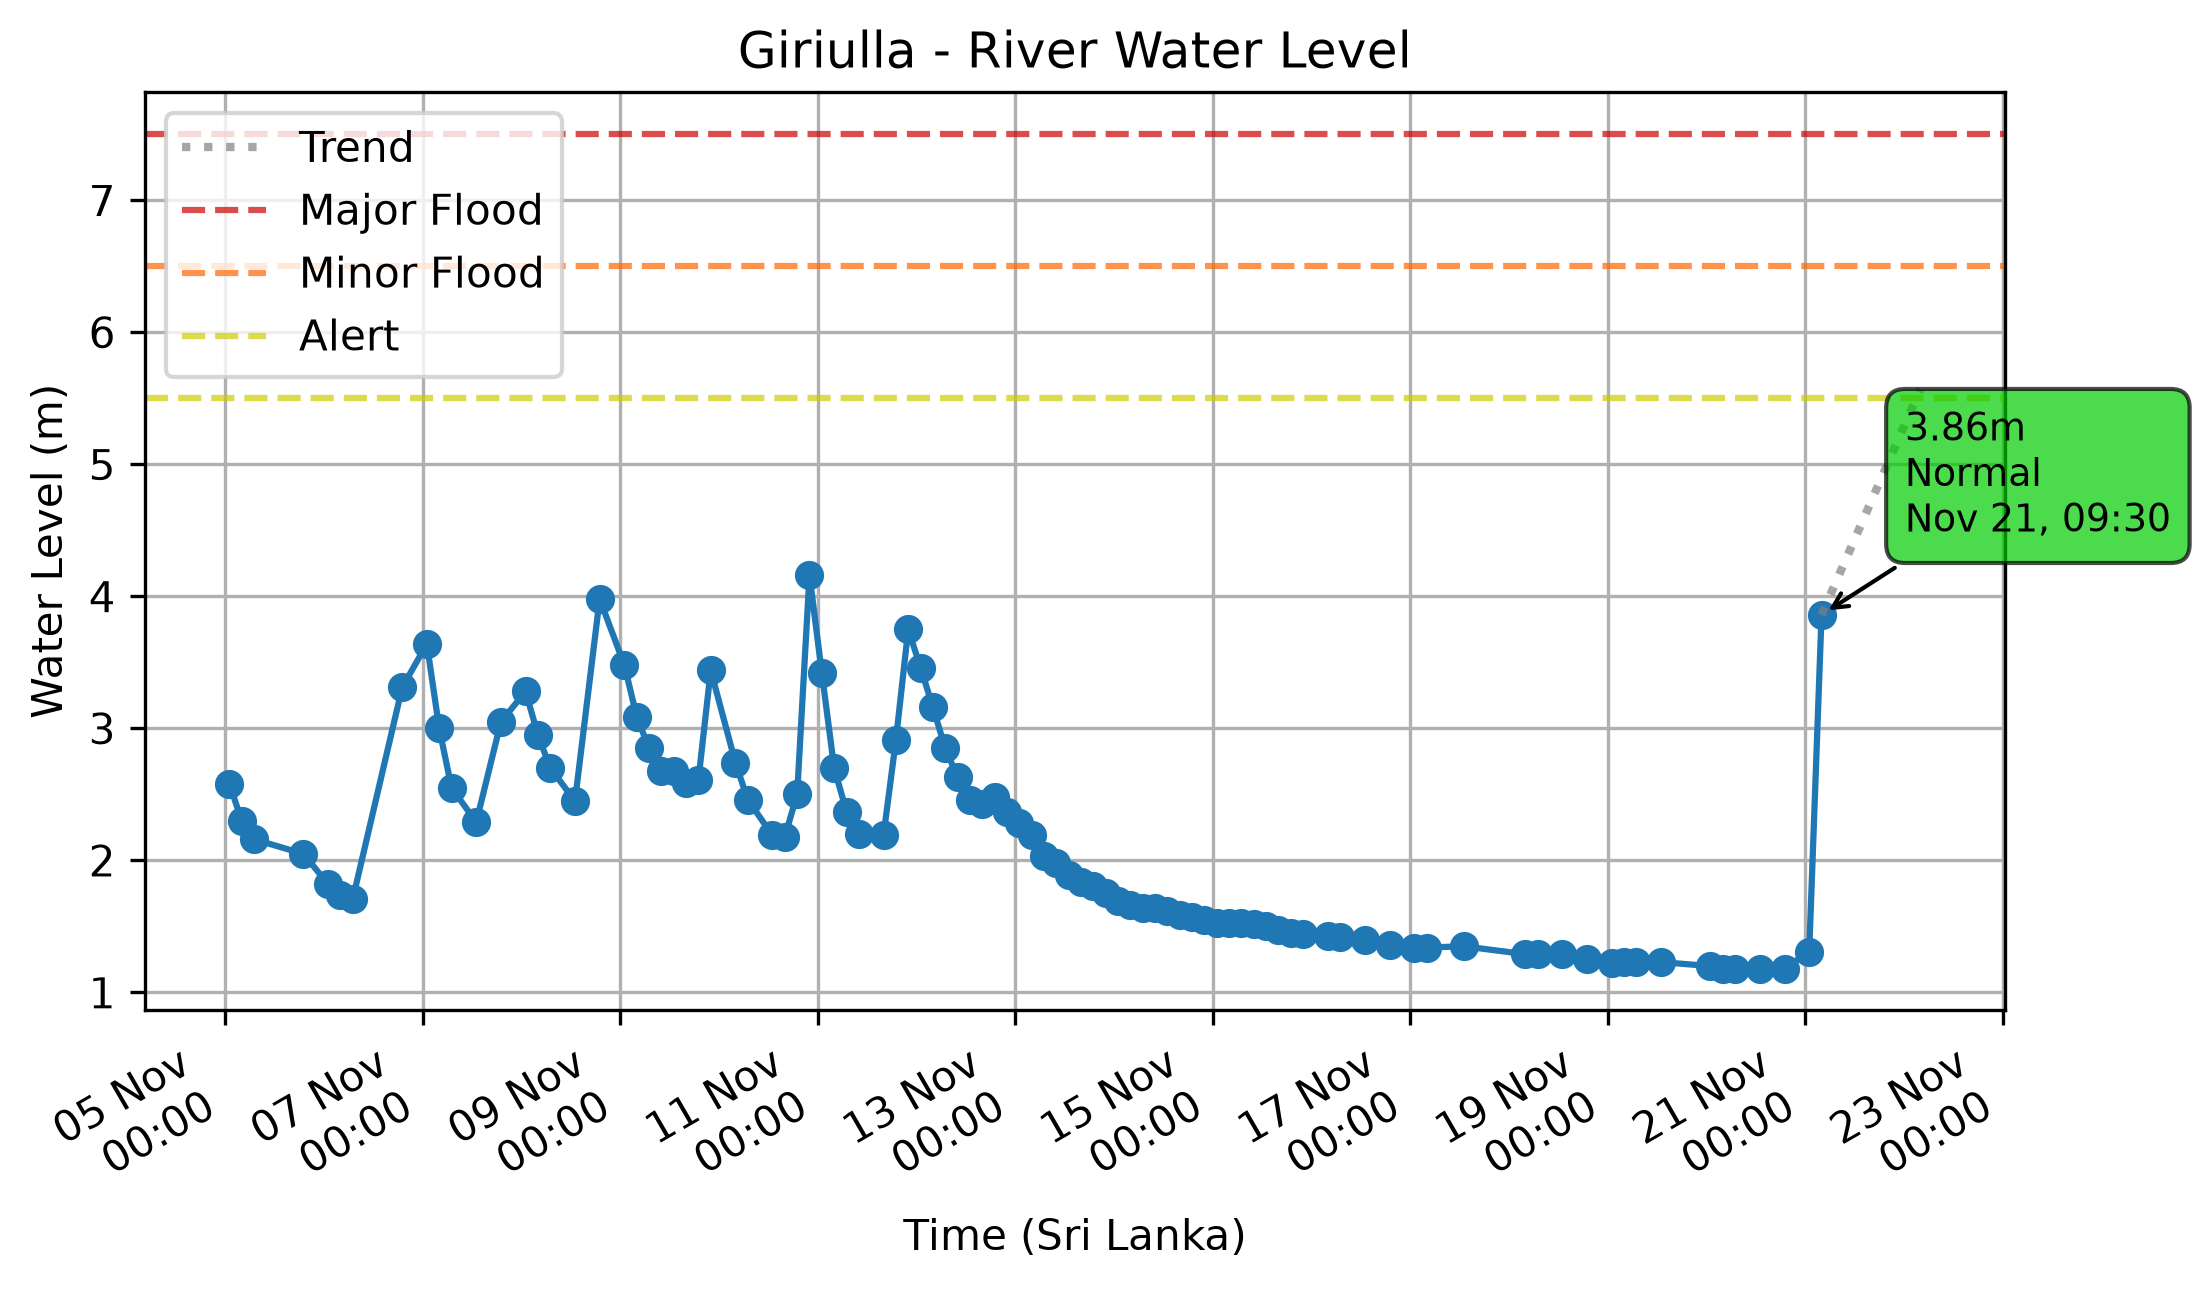 Giriulla - River Water Level
Trend
Major Flood
Minor Flood
Alert
Water Level (m)
7
6
5
4
3
2
1
3.86m
Normal
Nov 21, 09:30
05 Nov
00:00
07 Nov
00:00
09 Nov
00:00
11 Nov
00:00
13 Nov
00:00
15 Nov
00:00
17 Nov
00:00
19 Nov
00:00
21 Nov
00:00
23 Nov
00:00
Time (Sri Lanka)